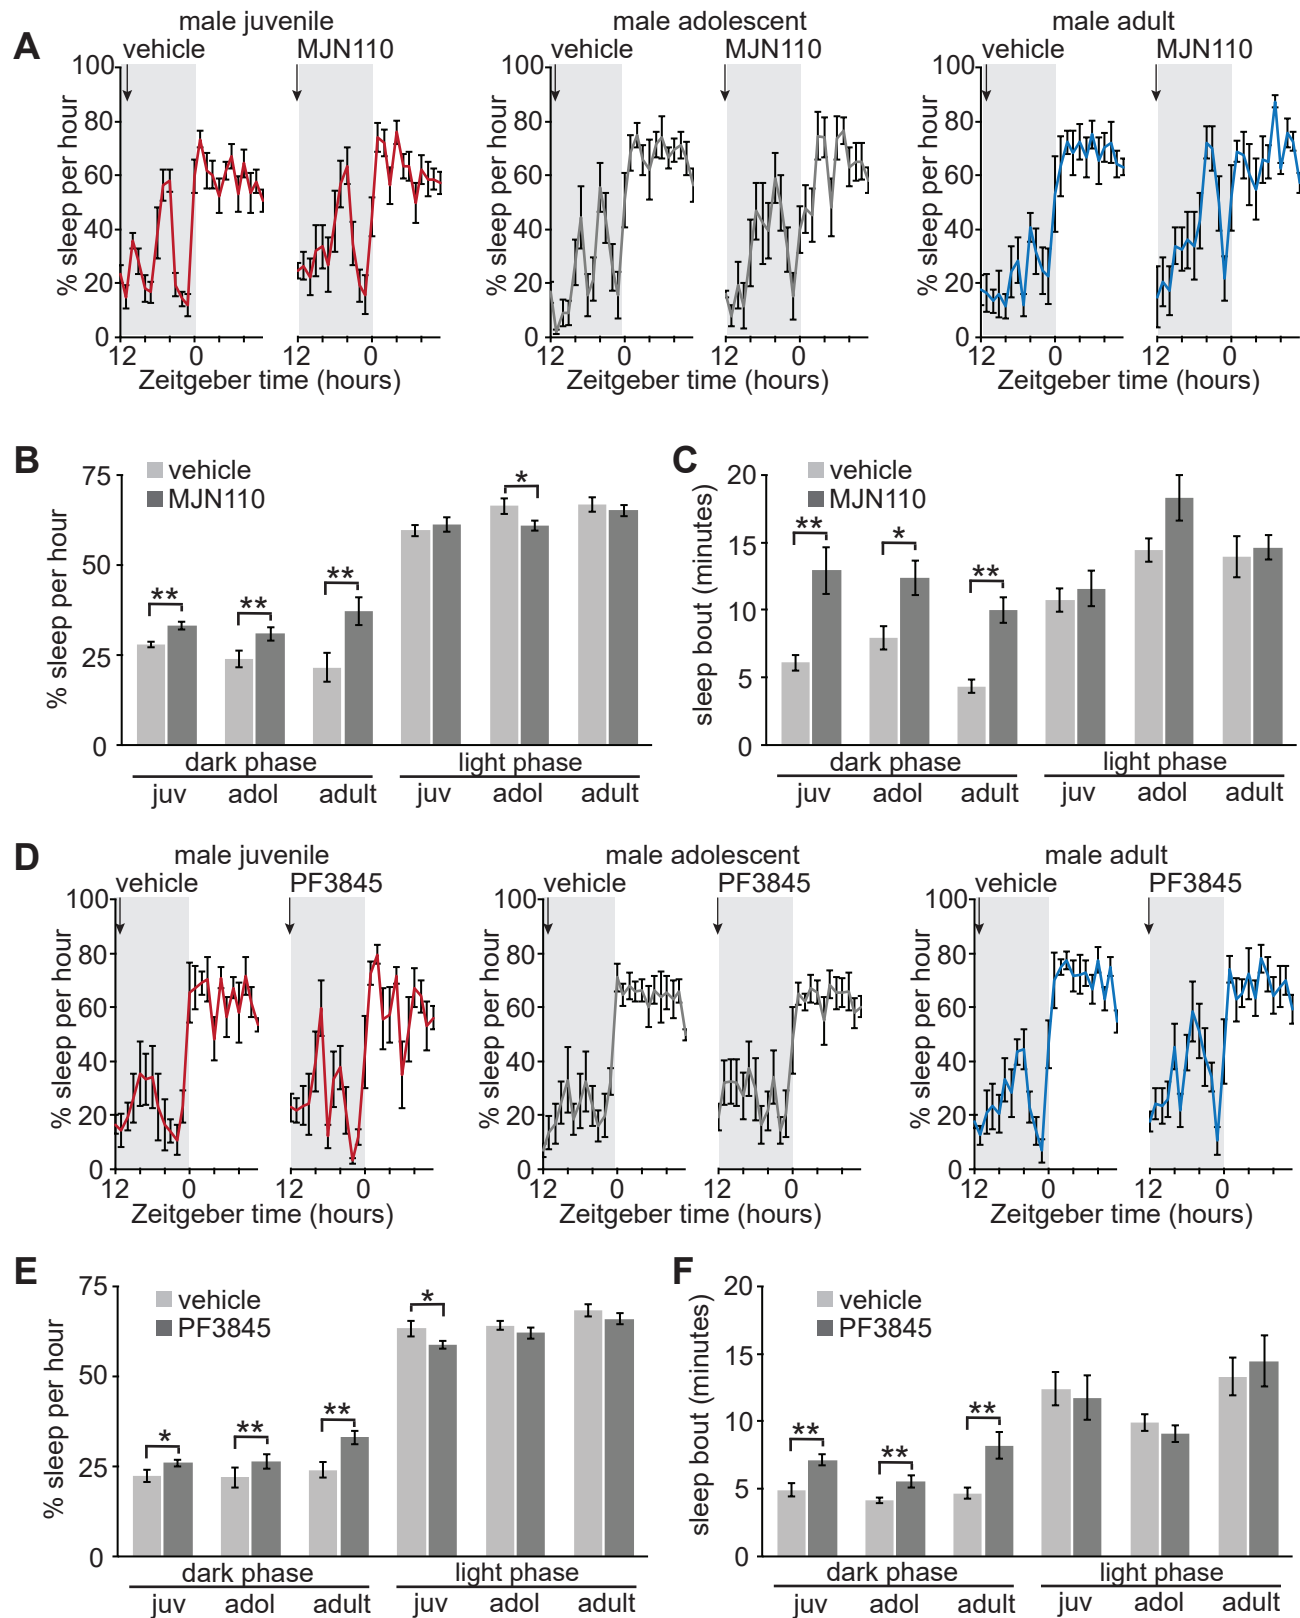 A
male juvenile
male adolescent
male adult
vehicle
MJN110
vehicle
MJN110
vehicle
MJN110
% sleep per hour
100
80
60
40
20
0
12
0
12
0
Zeitgeber time (hours)
% sleep per hour
100
80
60
40
20
0
12
0
12
0
Zeitgeber time (hours)
% sleep per hour
100
80
60
40
20
0
12
0
12
0
Zeitgeber time (hours)
B
vehicle
MJN110
% sleep per hour
75
50
25
0
**
**
**
*
dark phase
light phase
juv
adol
adult
juv
adol
adult
C
vehicle
MJN110
sleep bout (minutes)
20
15
10
5
0
**
*
**
dark phase
light phase
juv
adol
adult
juv
adol
adult
D
male juvenile
male adolescent
male adult
vehicle
PF3845
vehicle
PF3845
vehicle
PF3845
% sleep per hour
100
80
60
40
20
0
12
0
12
0
Zeitgeber time (hours)
% sleep per hour
100
80
60
40
20
0
12
0
12
0
Zeitgeber time (hours)
% sleep per hour
100
80
60
40
20
0
12
0
12
0
Zeitgeber time (hours)
E
vehicle
PF3845
% sleep per hour
75
50
25
0
*
**
**
*
dark phase
light phase
juv
adol
adult
juv
adol
adult
F
vehicle
PF3845
sleep bout (minutes)
20
15
10
5
0
**
**
**
dark phase
light phase
juv
adol
adult
juv
adol
adult